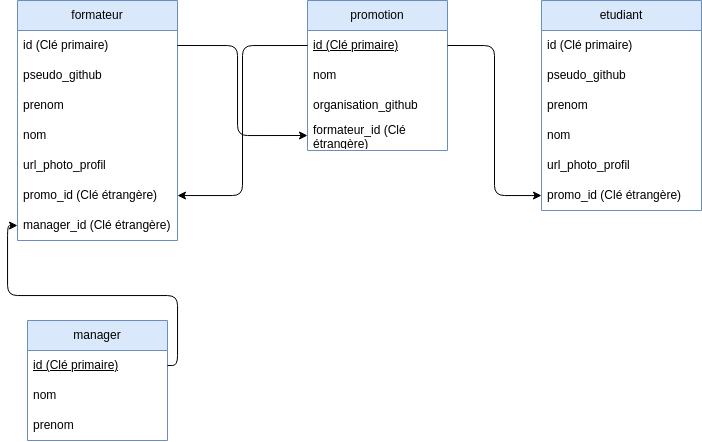 formateur
id (Clé primaire)
pseudo_github
prenom
nom
url_photo_profil
promo_id (Clé étrangère)
manager_id (Clé étrangère)
promotion
id (Clé primaire)
nom
organisation_github
formateur_id (Clé
étrangère)
etudiant
id (Clé primaire)
pseudo_github
prenom
nom
url_photo_profil
promo_id (Clé étrangère)
manager
id (Clé primaire)
nom
prenom